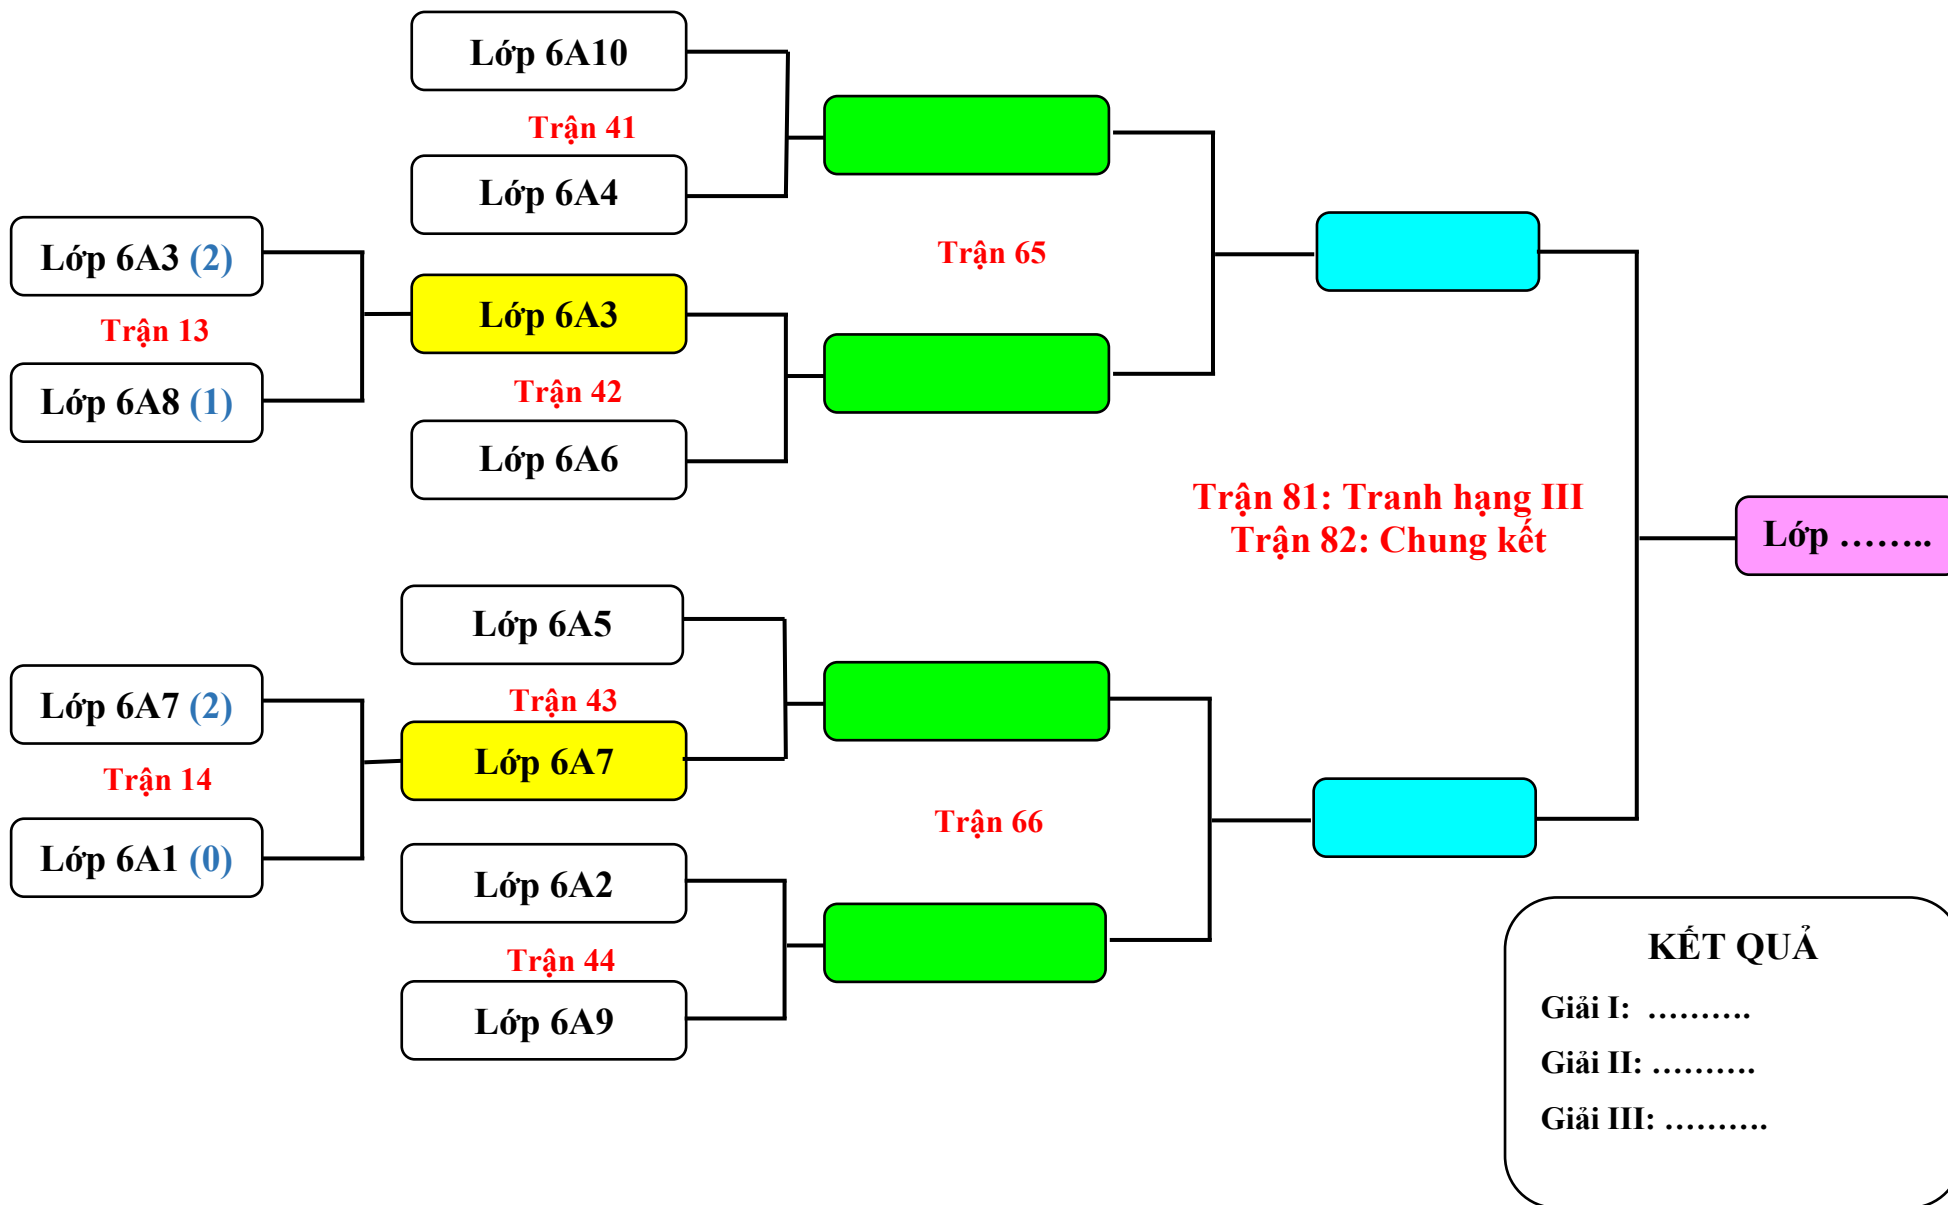 Lớp 6A10
Trận 41
Lớp 6A4
Lớp 6A3 (2)
Trận 13
Lớp 6A8 (1)
Lớp 6A3
Trận 42
Lớp 6A6
Trận 65
Trận 81: Tranh hạng III
Trận 82: Chung kết
Lớp ……..
Lớp 6A5
Trận 43
Lớp 6A7 (2)
Trận 14
Lớp 6A1 (0)
Lớp 6A7
Trận 66
Lớp 6A2
Trận 44
Lớp 6A9
KẾT QUẢ
Giải I: ……….
Giải II: ……….
Giải III: ……….